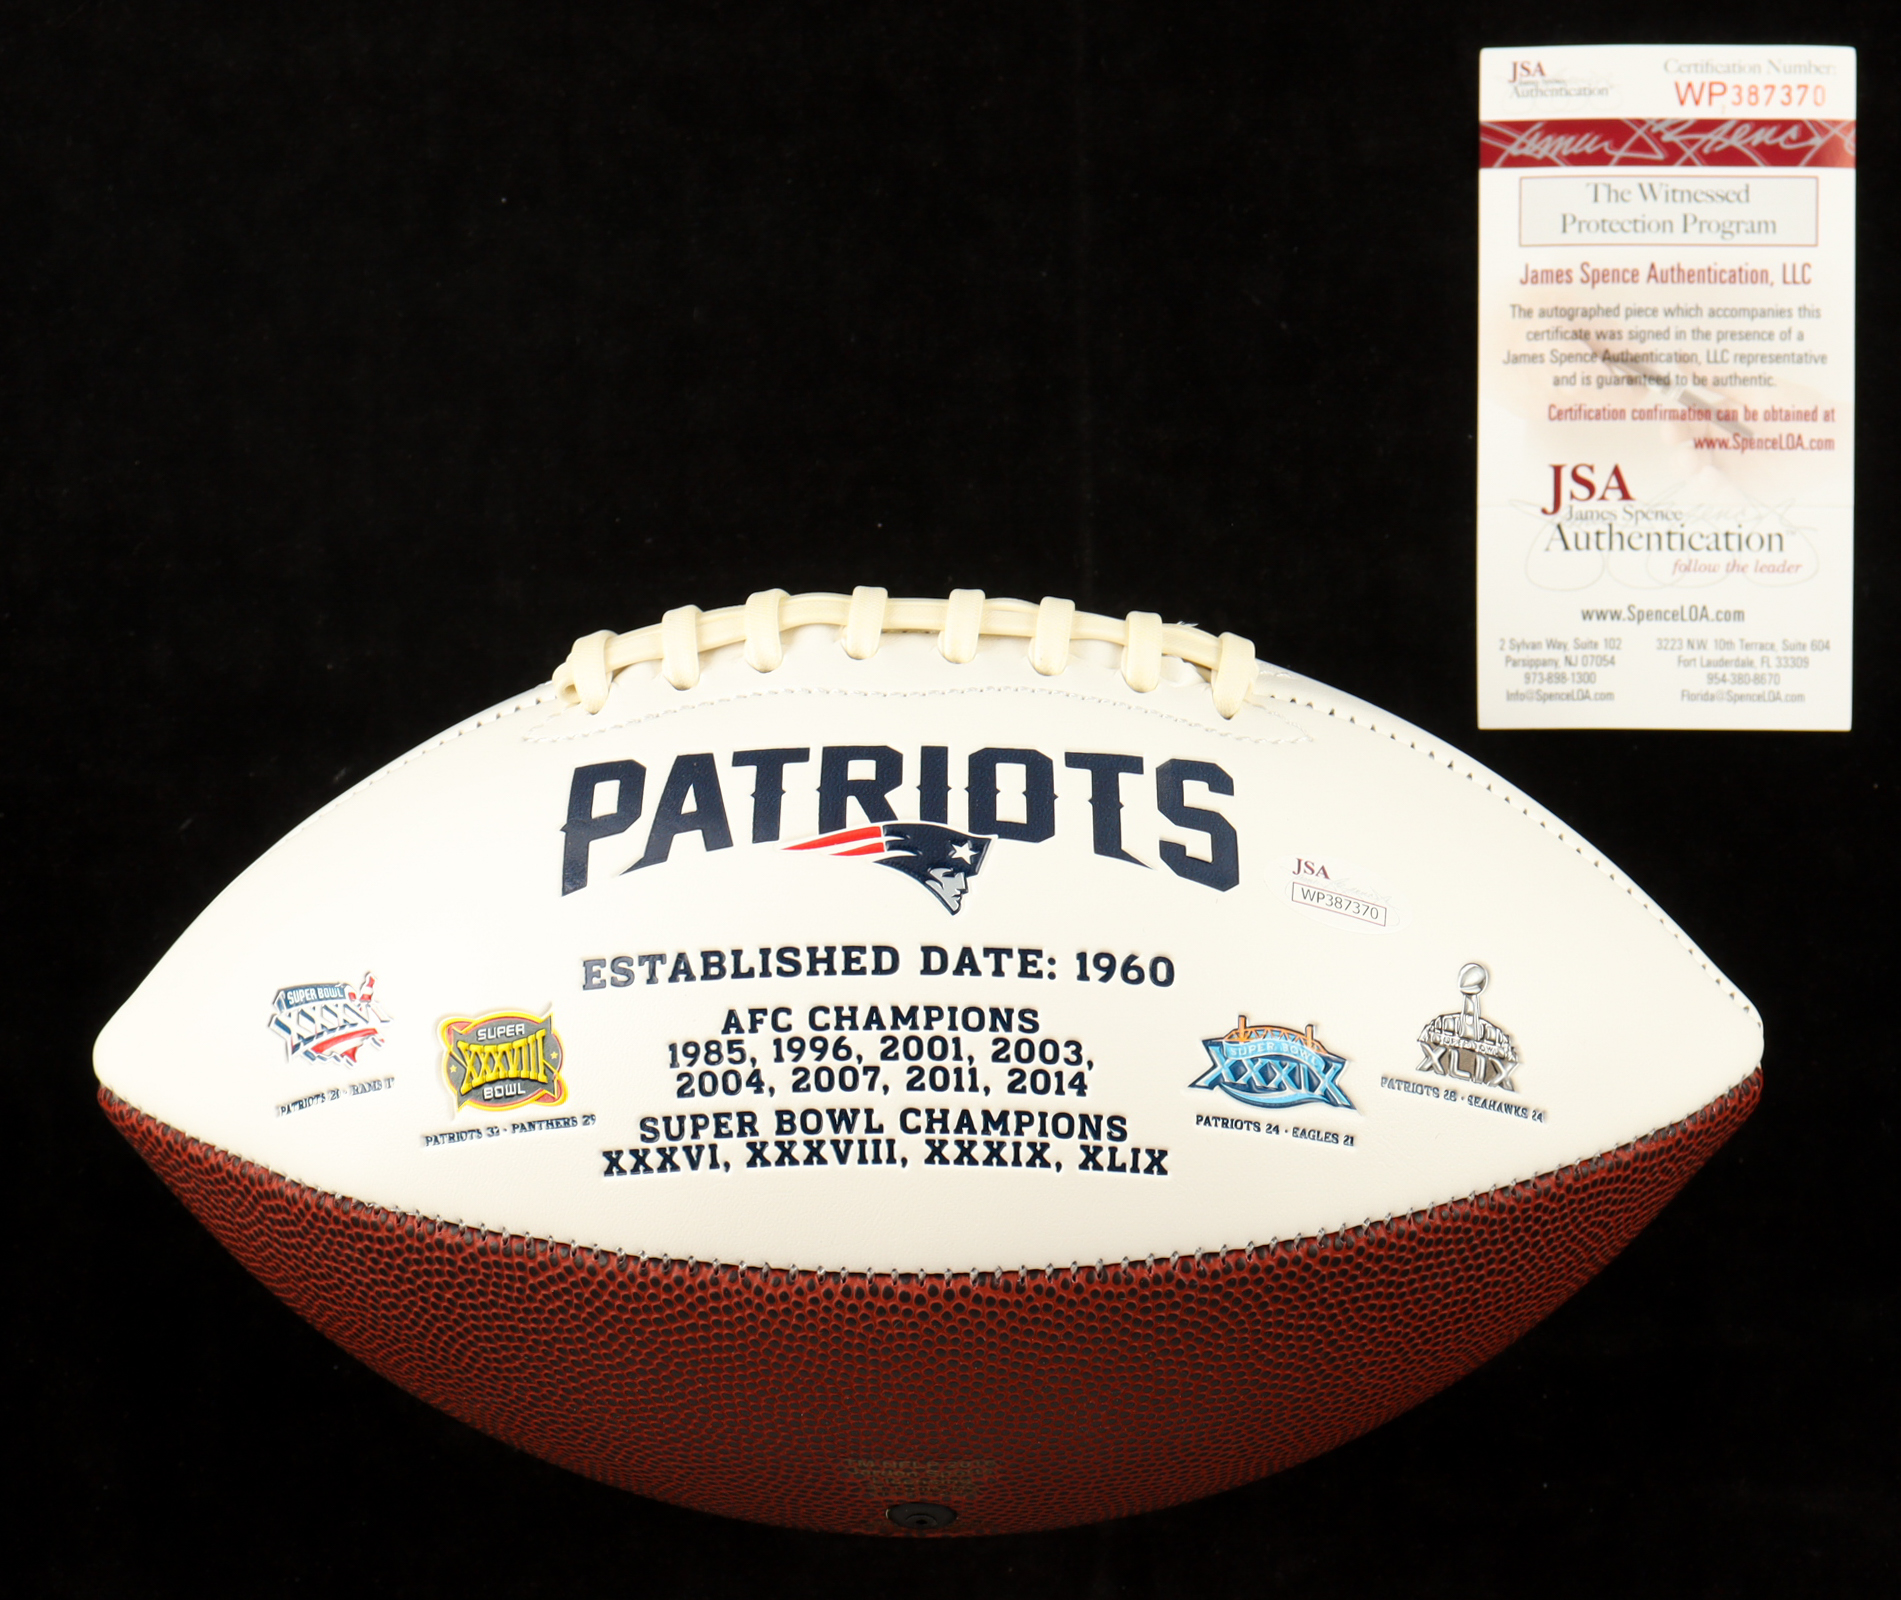 JSA
James Spence
Authentication
Certification Number:
WP387370
James Spence
The Witnessed
Protection Program
James Spence Authentication, LLC
The autographed piece which accompanies this
certificate was signed in the presence of a
James Spence Authentication, LLC representative
and is guaranteed to be authentic.
Certification confirmation can be obtained at
www.SpenceLOA.com
JSA
James Spence
Authentication™
follow the leader
www.SpenceLOA.com
2 Sylvan Way, Suite 102
Parsippany, NJ 07054
973-898-1300
Info@SpenceLOA.com
3223 N.W. 10th Terrace, Suite 604
Fort Lauderdale, FL 33309
954-380-8670
Florida@SpenceLOA.com
PATRIOTS
JSA
WP387370
ESTABLISHED DATE: 1960
AFC CHAMPIONS
1985, 1996, 2001, 2003,
2004, 2007, 2011, 2014
SUPER BOWL CHAMPIONS
XXXVI, XXXVIII, XXXIX, XLIX
SUPER BOWL
XXXVI
SUPER
XXXVIII
BOWL
PATRIOTS 32 · PANTHERS 29
SUPER BOWL
XXXIX
PATRIOTS 24 · EAGLES 21
XLIX
PATRIOTS 28 · SEAHAWKS 24